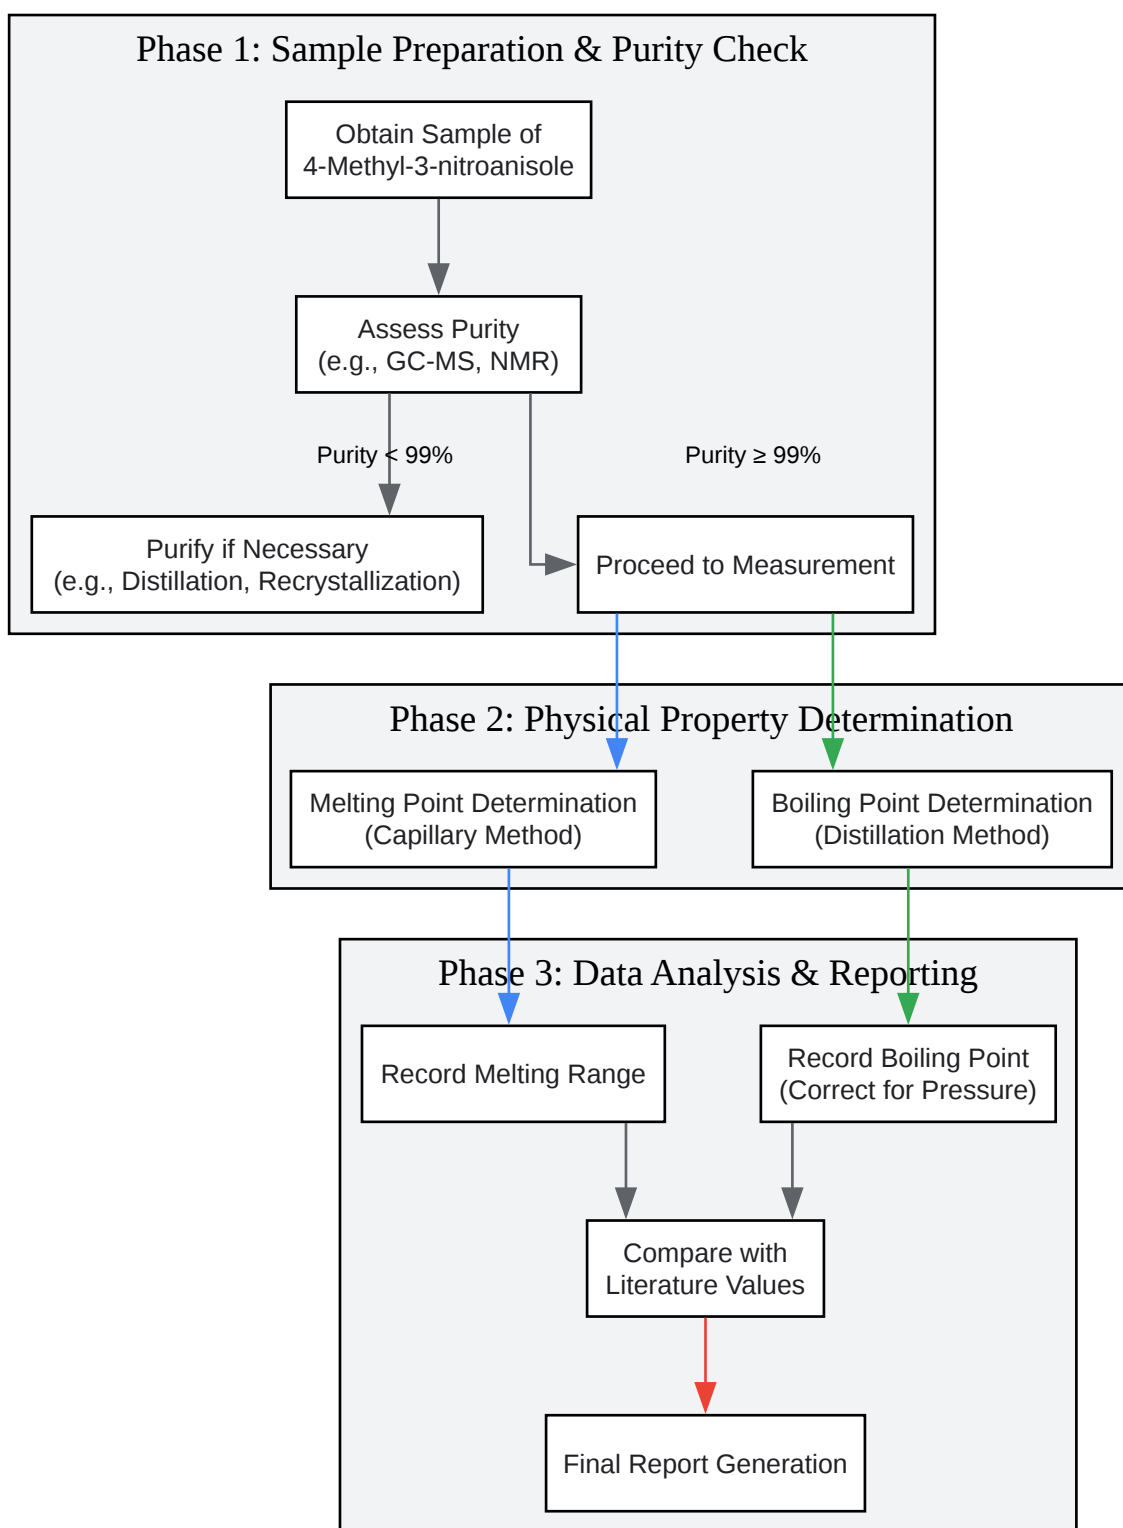 Phase 1: Sample Preparation & Purity Check
Obtain Sample of
4-Methyl-3-nitroanisole
Assess Purity
(e.g., GC-MS, NMR)
Purity < 99%
Purity ≥ 99%
Purify if Necessary
(e.g., Distillation, Recrystallization)
Proceed to Measurement
Phase 2: Physical Property Determination
Melting Point Determination
(Capillary Method)
Boiling Point Determination
(Distillation Method)
Phase 3: Data Analysis & Reporting
Record Melting Range
Record Boiling Point
(Correct for Pressure)
Compare with
Literature Values
Final Report Generation